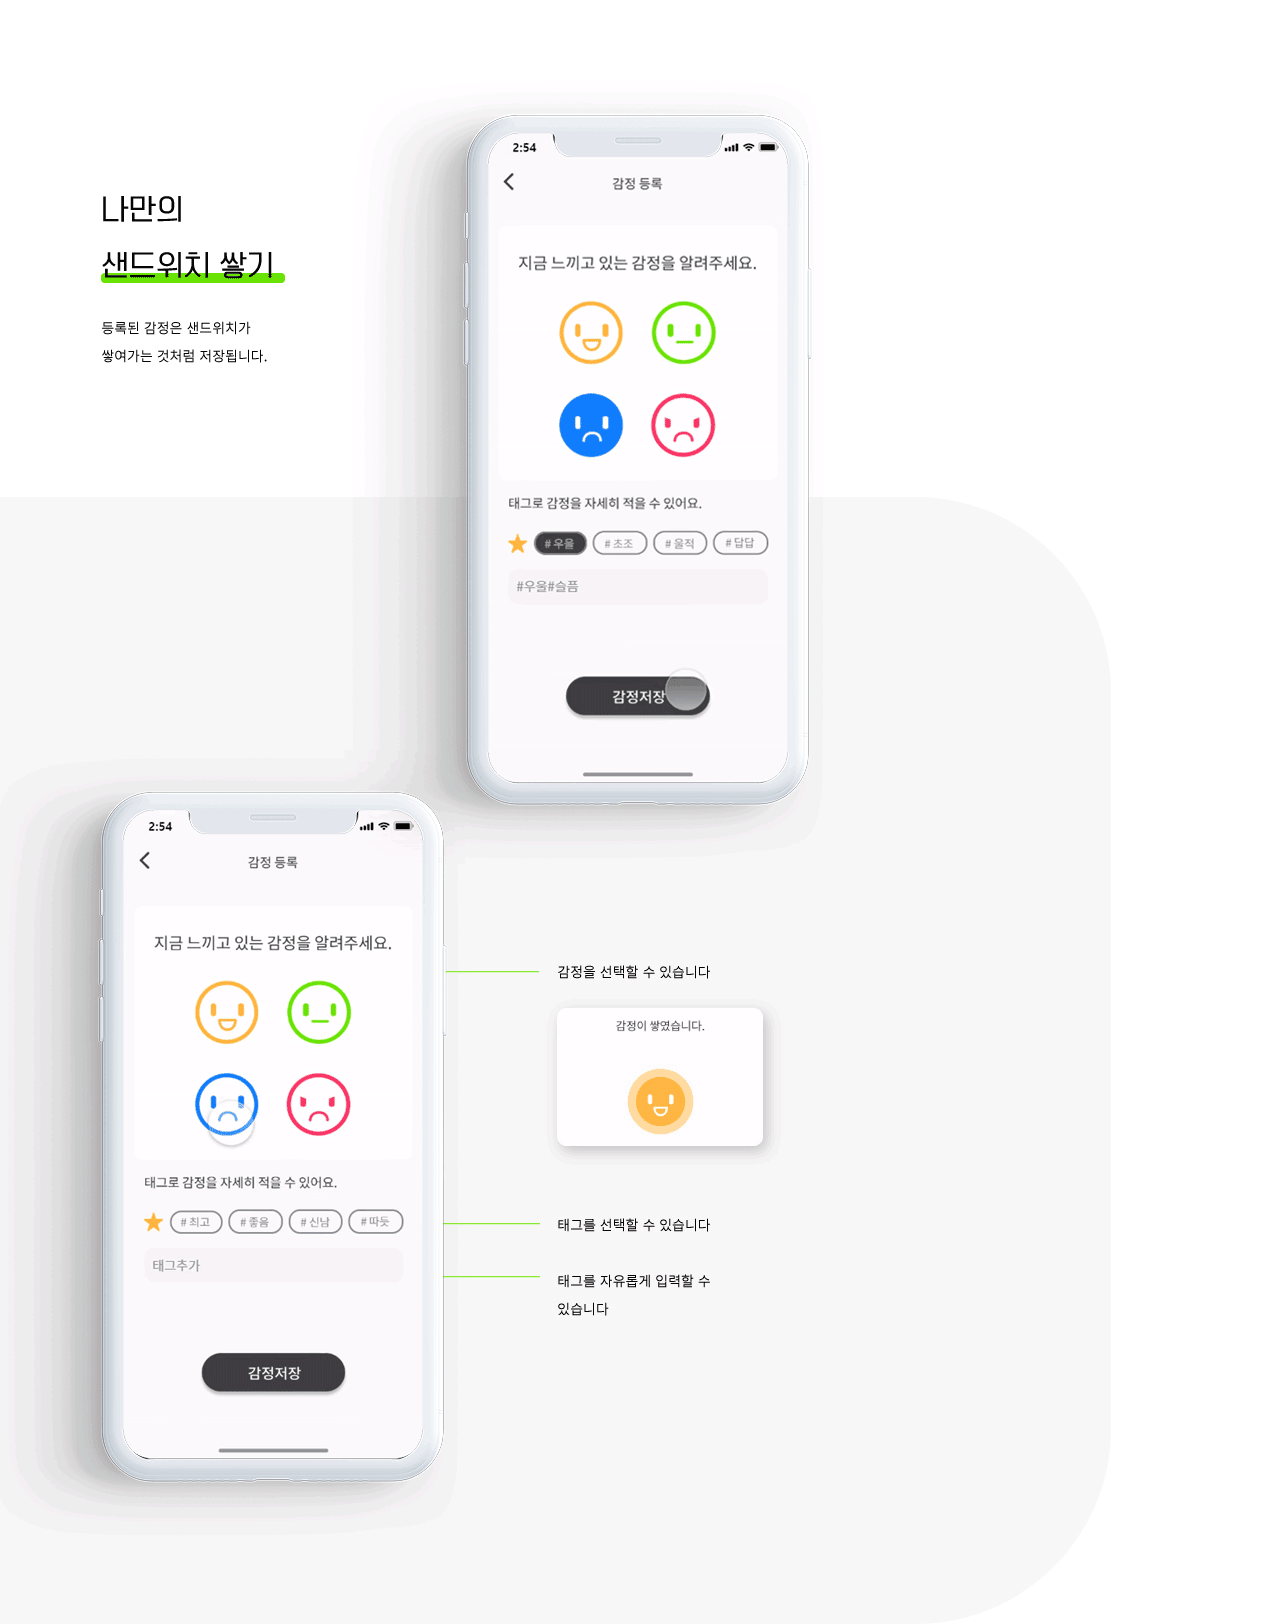 나만의
샌드위치 쌓기
등록된 감정은 샌드위치가
쌓여가는 것처럼 저장됩니다.
2:54
감정 등록
지금 느끼고 있는 감정을 알려주세요.
태그로 감정을 자세히 적을 수 있어요.
#우울 #초조 #울적 #답답
#우울#슬픔
감정저장
2:54
감정 등록
지금 느끼고 있는 감정을 알려주세요.
태그로 감정을 자세히 적을 수 있어요.
#최고 #좋음 #신남 #따듯
태그추가
감정저장
감정을 선택할 수 있습니다
감정이 쌓였습니다.
태그를 선택할 수 있습니다
태그를 자유롭게 입력할 수
있습니다